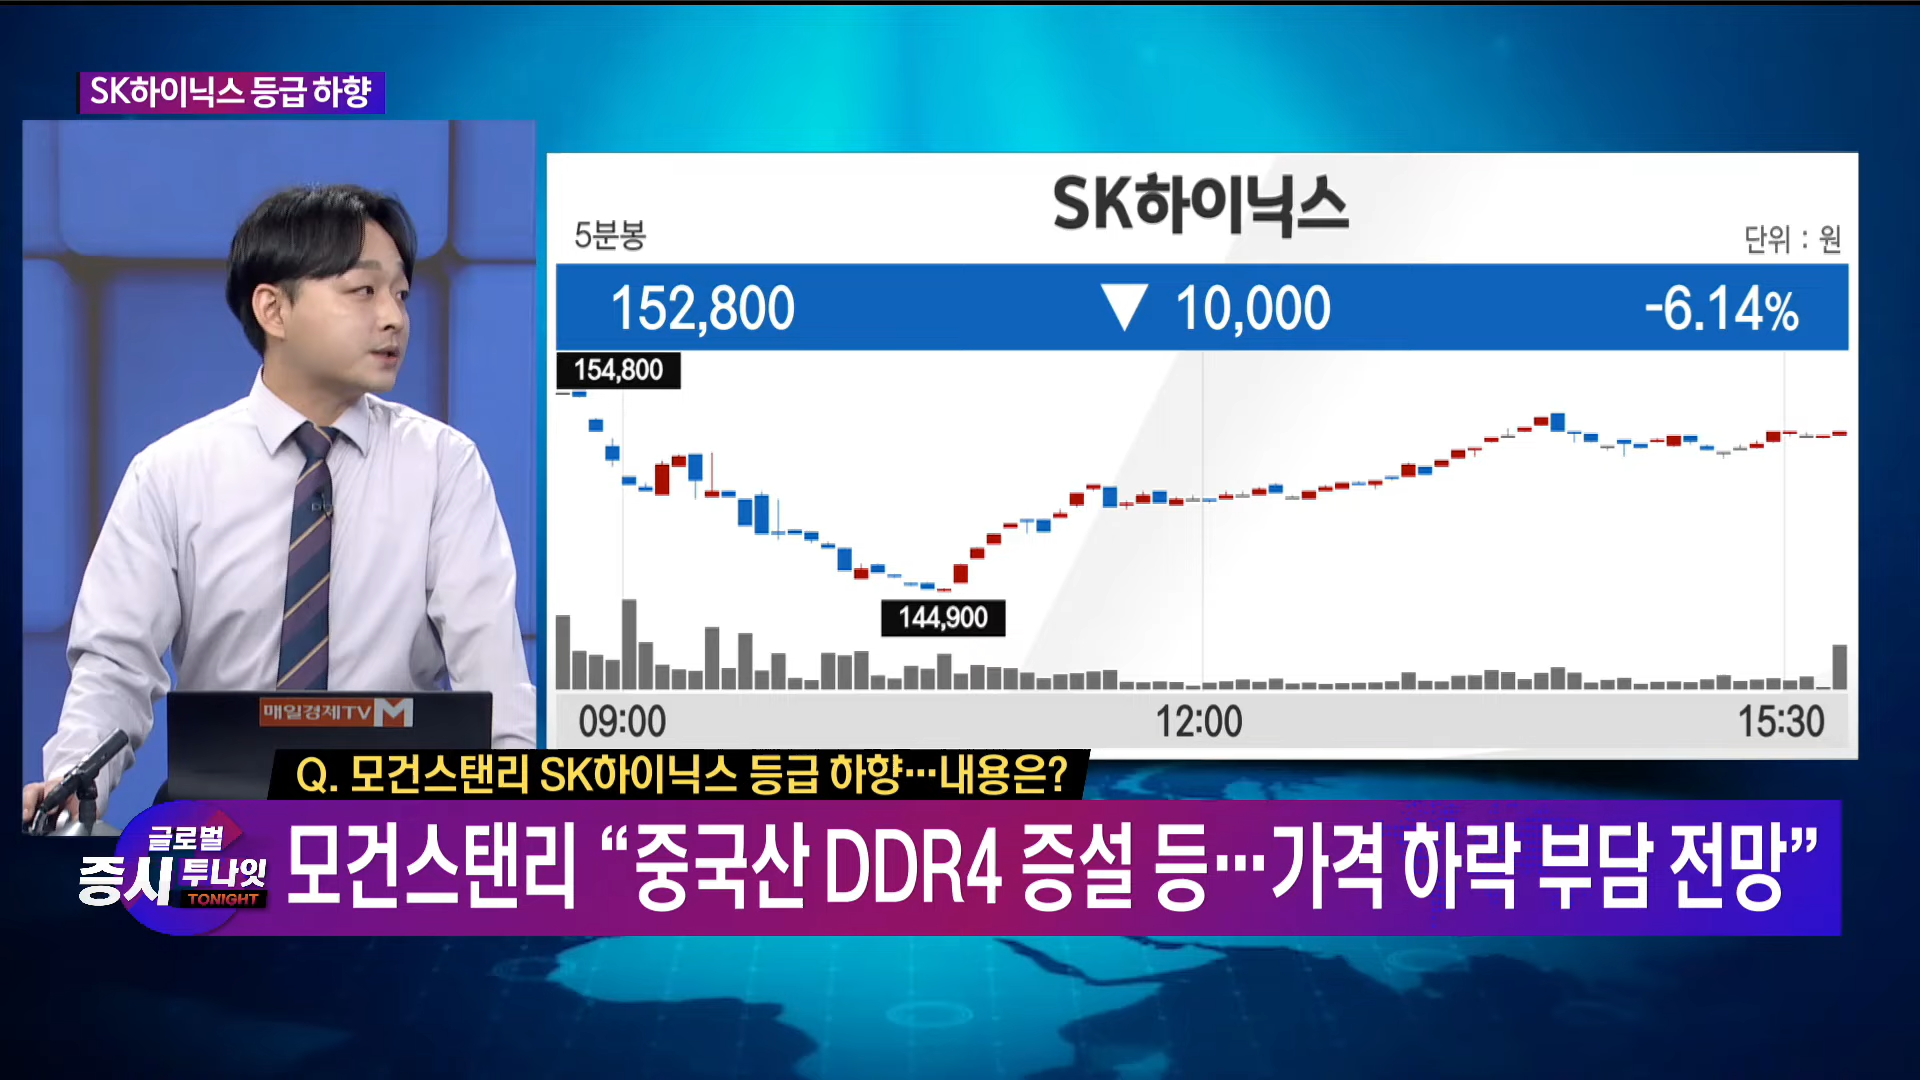 SK하이닉스 등급 하향
SK하이닉스
5분봉
단위 : 원
152,800 ▼ 10,000 -6.14%
154,800
144,900
09:00 12:00 15:30
매일경제TV M
Q. 모건스탠리 SK하이닉스 등급 하향…내용은?
글로벌
증시 투나잇
TONIGHT
모건스탠리 “중국산 DDR4 증설 등…가격 하락 부담 전망”